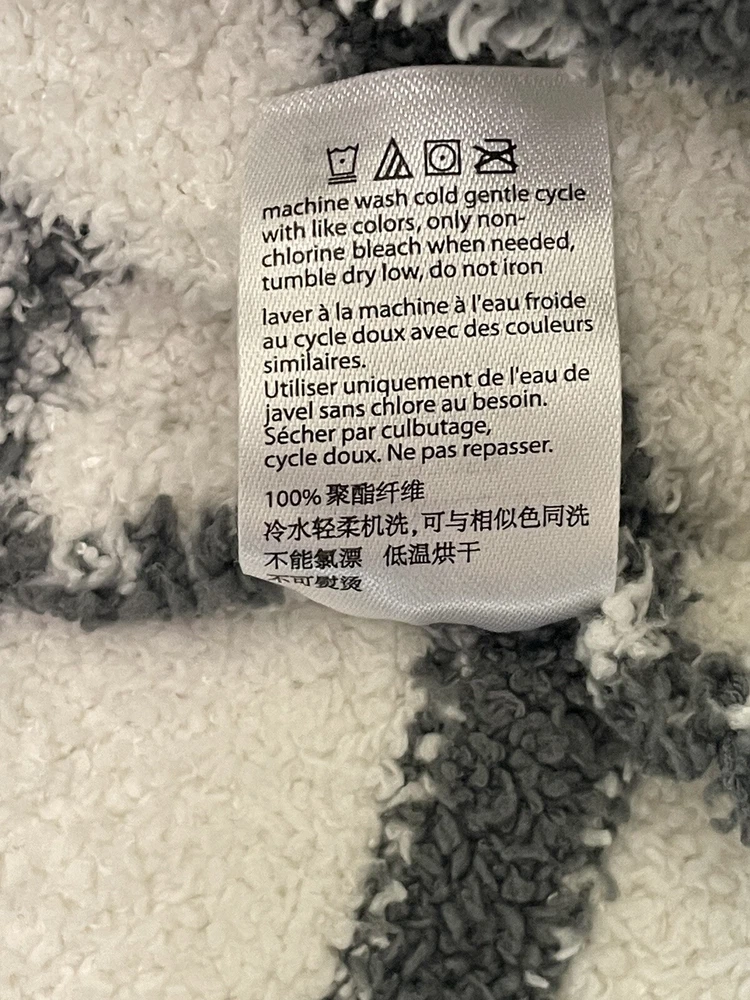 machine wash cold gentle cycle
with like colors, only non-
chlorine bleach when needed,
tumble dry low, do not iron
laver à la machine à l'eau froide
au cycle doux avec des couleurs
similaires.
Utiliser uniquement de l'eau de
javel sans chlore au besoin.
Sécher par culbutage,
cycle doux. Ne pas repasser.
100% 聚酯纤维
冷水轻柔机洗,可与相似色同洗
不能氯漂 低温烘干
不可熨烫